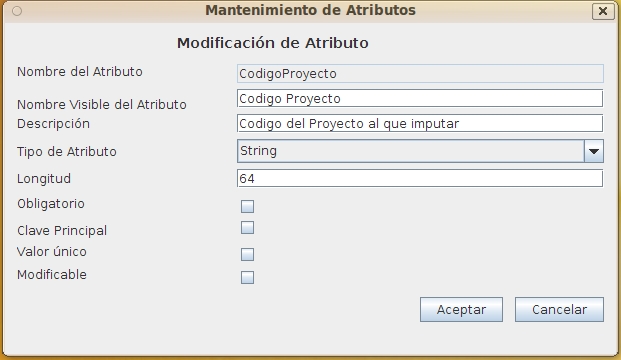 Mantenimiento de Atributos
Modificación de Atributo
Nombre del Atributo CodigoProyecto
Nombre Visible del Atributo Codigo Proyecto
Descripción Codigo del Proyecto al que imputar
Tipo de Atributo String
Longitud 64
Obligatorio
Clave Principal
Valor único
Modificable
Aceptar Cancelar